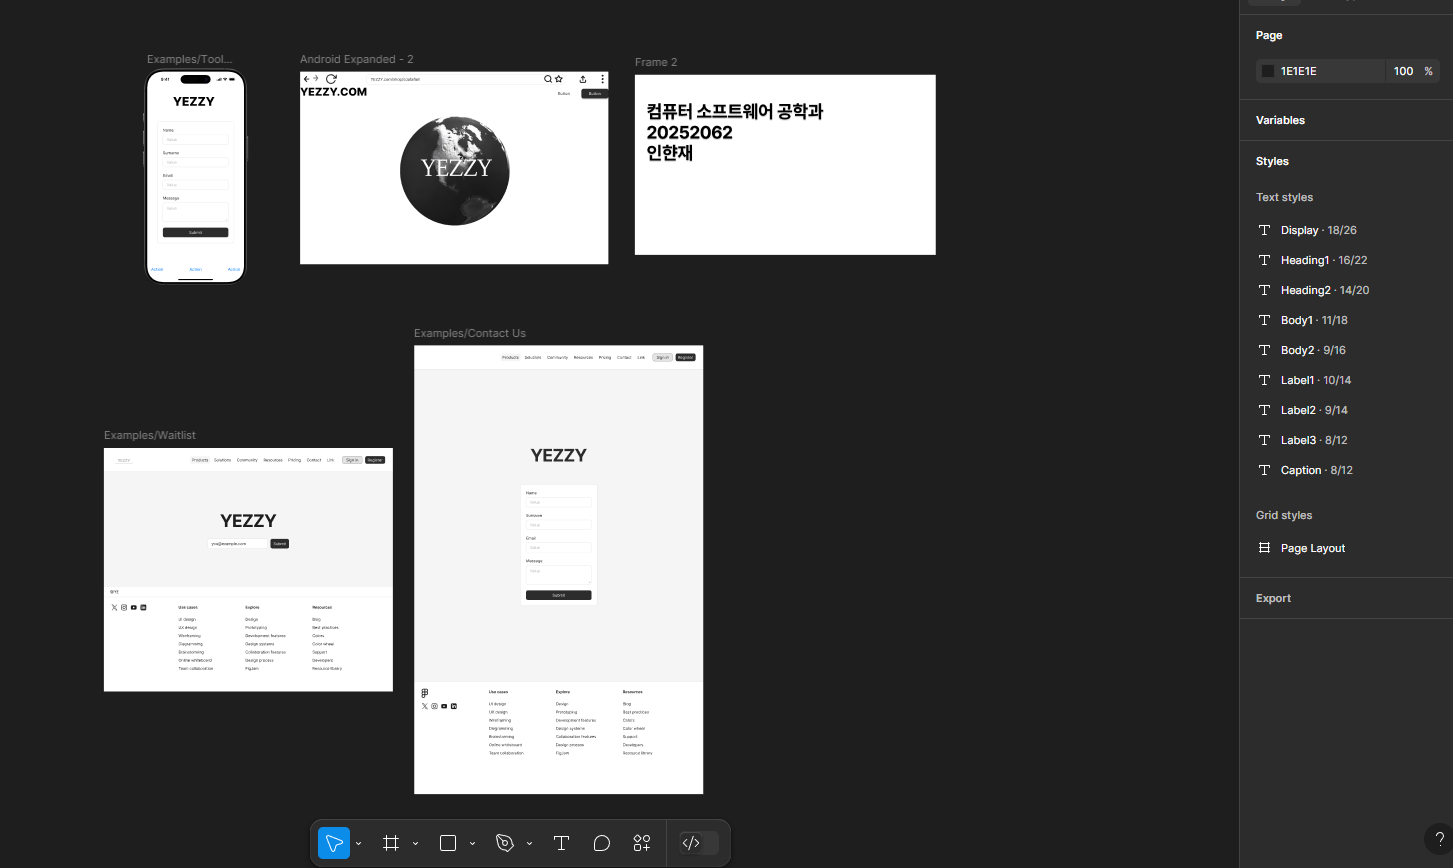 Examples/Tool...
9:41
YEZZY
Name
Value
Surname
Value
Email
Value
Message
Value
Submit
Action Action Action
Android Expanded - 2
YEZZY.COM
Button Button
YEZZY
Frame 2
컴퓨터 소프트웨어 공학과
20252062
인햔재
Examples/Contact Us
Products Solutions Community Resources Pricing Contact Link Sign in Register
YEZZY
Name
Value
Surname
Value
Email
Value
Message
Value
Submit
Use cases Explore Resources
UI design Design Blog
UX design Prototyping Best practices
Wireframing Development features Colors
Diagramming Design systems Color wheel
Brainstorming Collaboration features Support
Online whiteboard Design process Developers
Team collaboration FigJam Resource library
Examples/Waitlist
YEZZY Products Solutions Community Resources Pricing Contact Link Sign in Register
YEZZY
you@example.com Submit
Use cases Explore Resources
UI design Design Blog
UX design Prototyping Best practices
Wireframing Development features Colors
Diagramming Design systems Color wheel
Brainstorming Collaboration features Support
Online whiteboard Design process Developers
Team collaboration FigJam Resource library
Page
1E1E1E 100 %
Variables
Styles
Text styles
Display · 18/26
Heading1 · 16/22
Heading2 · 14/20
Body1 · 11/18
Body2 · 9/16
Label1 · 10/14
Label2 · 9/14
Label3 · 8/12
Caption · 8/12
Grid styles
Page Layout
Export
?